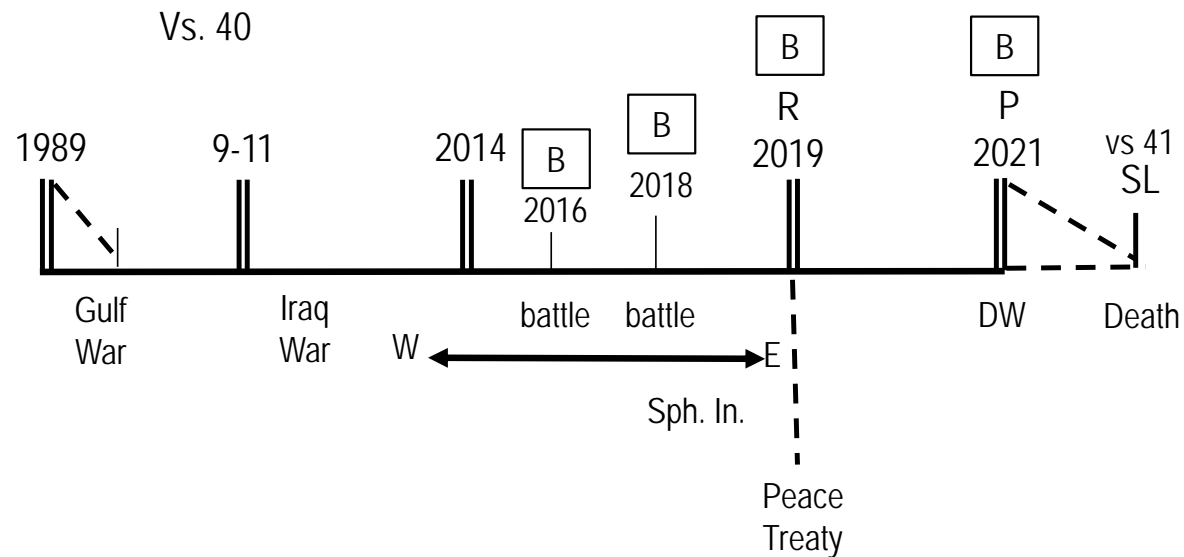 Vs. 40
B
B
R
P
B
B
1989
9-11
2014
2016
2018
2019
2021
vs 41
SL
Gulf
War
Iraq
War
battle
battle
DW
Death
W
E
Sph. In.
Peace
Treaty